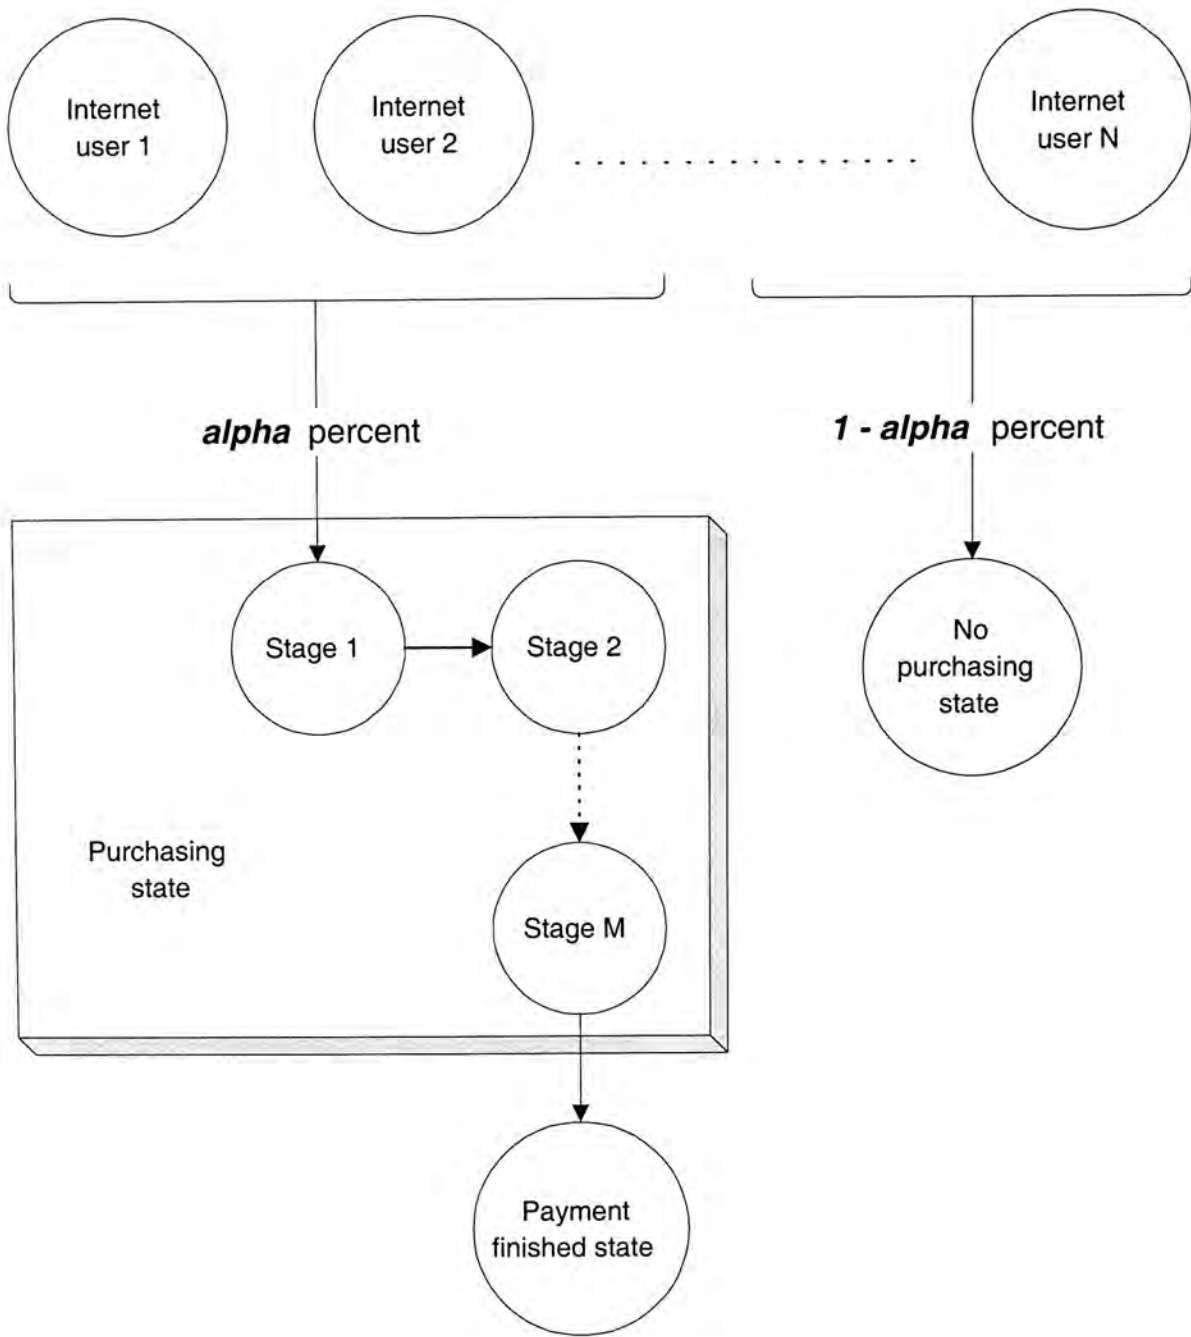 Internet
user 1
Internet
user 2
Internet
user N
alpha percent
1 - alpha percent
Stage 1
Stage 2
No
purchasing
state
Purchasing
state
Stage M
Payment
finished state